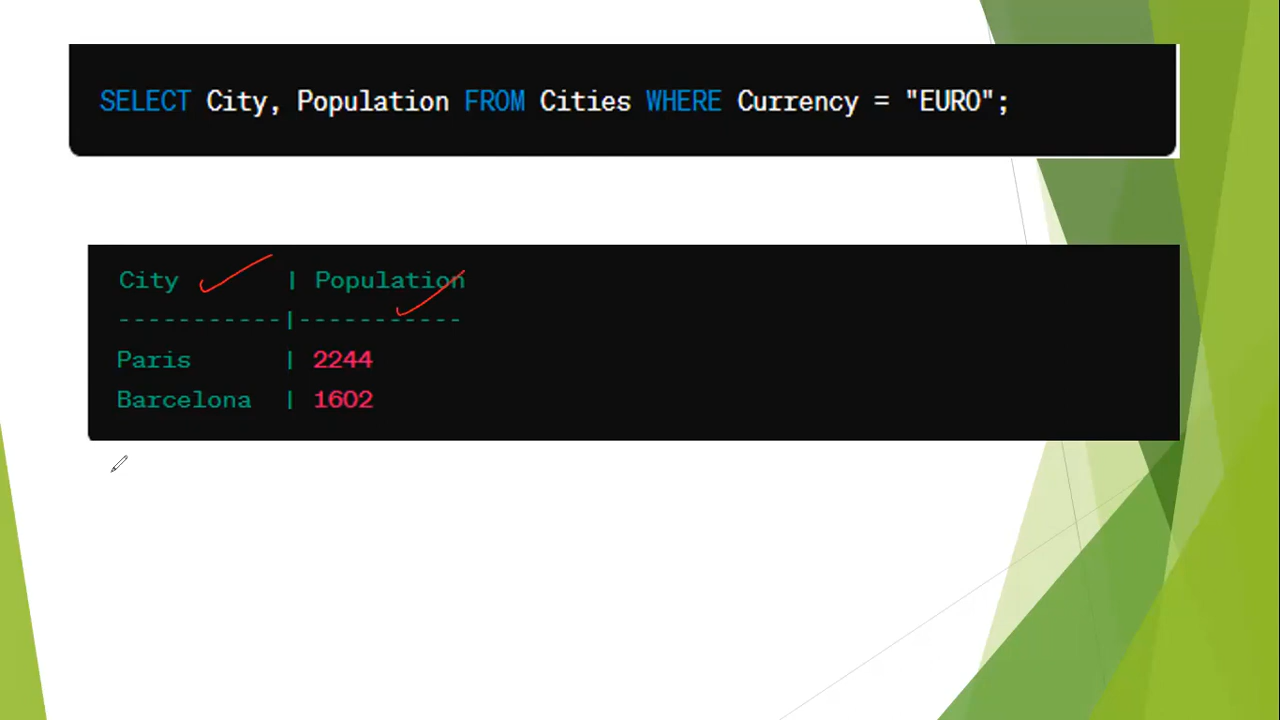 SELECT City, Population FROM Cities WHERE Currency = "EURO";
City | Population
-----------|-----------
Paris | 2244
Barcelona | 1602